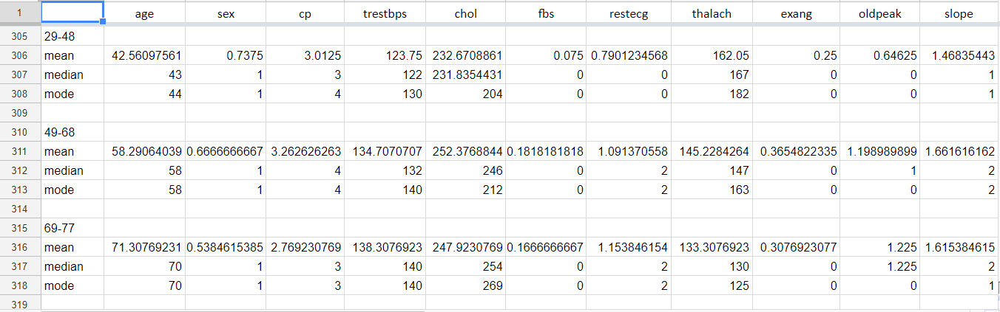 1 age sex cp trestbps chol fbs restecg thalach exang oldpeak slope
305 29-48
306 mean 42.56097561 0.7375 3.0125 123.75 232.6708861 0.075 0.7901234568 162.05 0.25 0.64625 1.46835443
307 median 43 1 3 122 231.8354431 0 0 167 0 0 1
308 mode 44 1 4 130 204 0 0 182 0 0 1
309
310 49-68
311 mean 58.29064039 0.6666666667 3.262626263 134.7070707 252.3768844 0.1818181818 1.091370558 145.2284264 0.3654822335 1.198989899 1.661616162
312 median 58 1 4 132 246 0 2 147 0 1 2
313 mode 58 1 4 140 212 0 2 163 0 0 2
314
315 69-77
316 mean 71.30769231 0.5384615385 2.769230769 138.3076923 247.9230769 0.1666666667 1.153846154 133.3076923 0.3076923077 1.225 1.615384615
317 median 70 1 3 140 254 0 2 130 0 1.225 2
318 mode 70 1 3 140 269 0 2 125 0 0 1
319